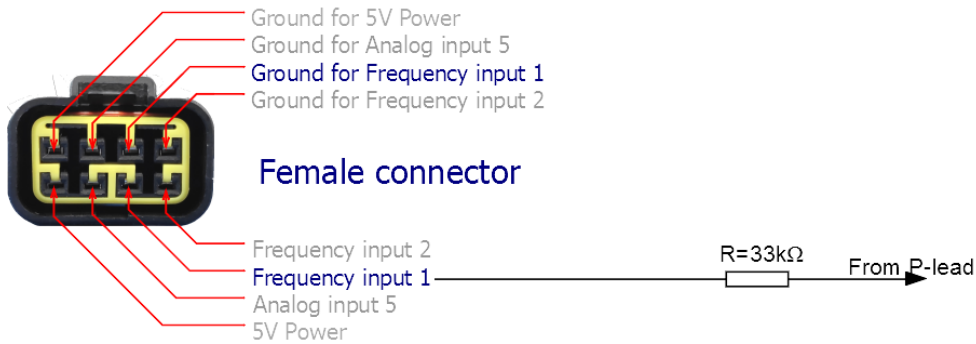 Ground for 5V Power
Ground for Analog input 5
Ground for Frequency input 1
Ground for Frequency input 2
Female connector
Frequency input 2
Frequency input 1
Analog input 5
5V Power
R=33kΩ
From P-lead